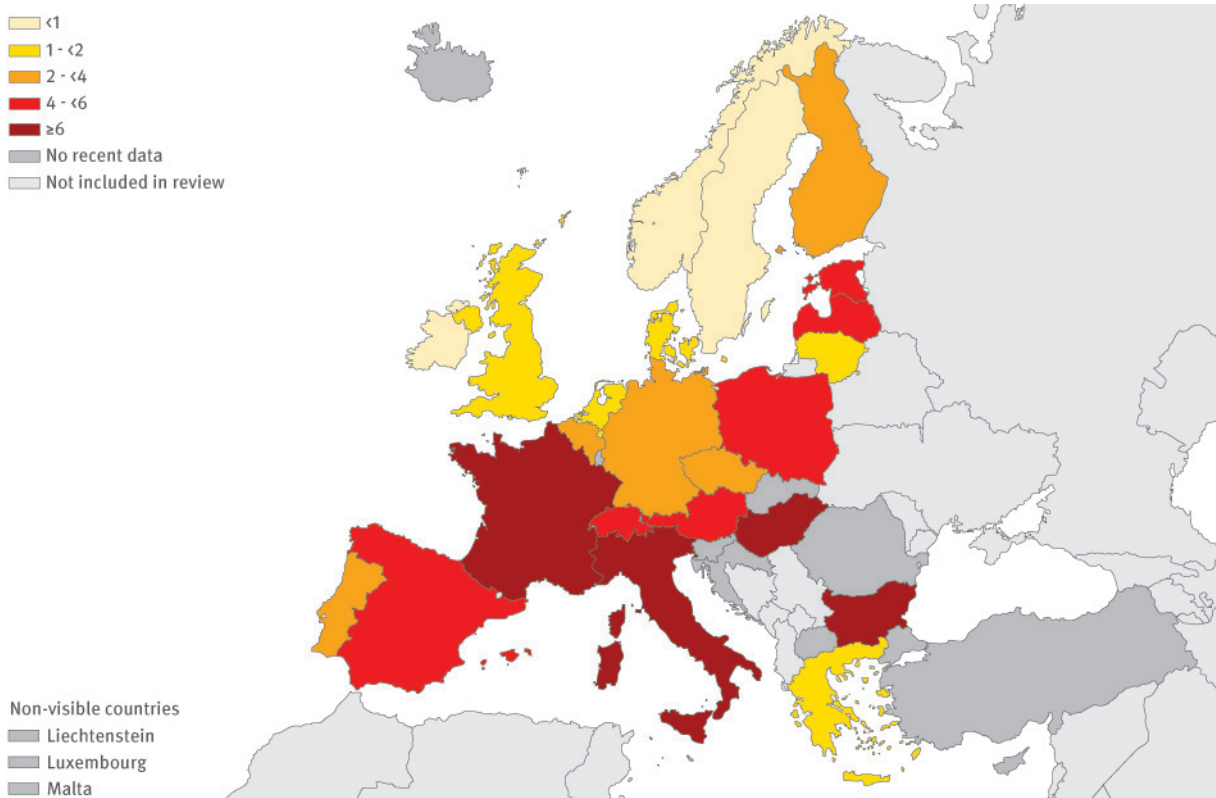 <1
1 - <2
2 - <4
4 - <6
≥6
No recent data
Not included in review
Non-visible countries
Liechtenstein
Luxembourg
Malta